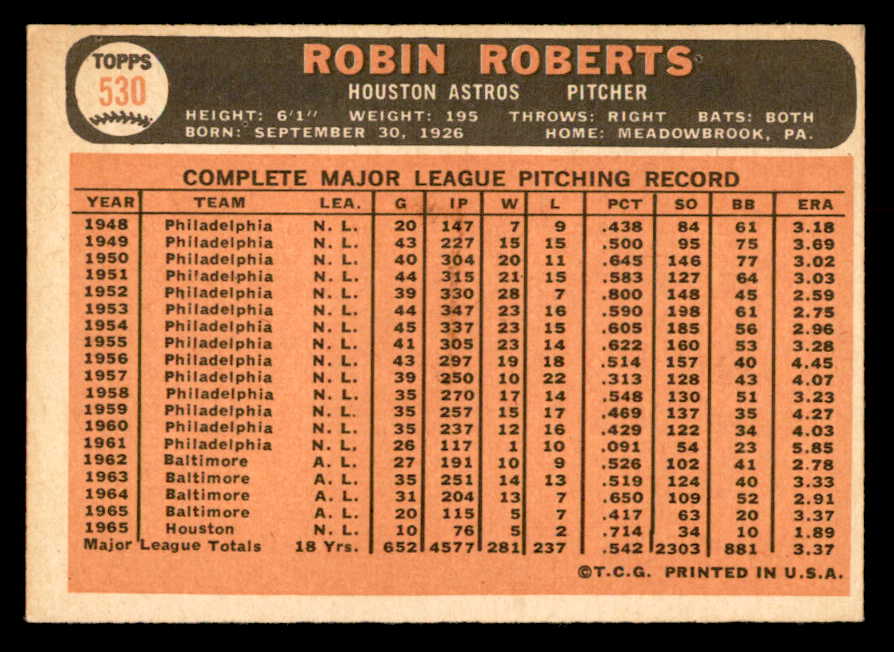 TOPPS
530
ROBIN ROBERTS
HOUSTON ASTROS PITCHER
HEIGHT: 6'1" WEIGHT: 195 THROWS: RIGHT BATS: BOTH
BORN: SEPTEMBER 30, 1926 HOME: MEADOWBROOK, PA.
COMPLETE MAJOR LEAGUE PITCHING RECORD
YEAR TEAM LEA. G IP W L PCT SO BB ERA
1948 Philadelphia N. L. 20 147 7 9 .438 84 61 3.18
1949 Philadelphia N. L. 43 227 15 15 .500 95 75 3.69
1950 Philadelphia N. L. 40 304 20 11 .645 146 77 3.02
1951 Philadelphia N. L. 44 315 21 15 .583 127 64 3.03
1952 Philadelphia N. L. 39 330 28 7 .800 148 45 2.59
1953 Philadelphia N. L. 44 347 23 16 .590 198 61 2.75
1954 Philadelphia N. L. 45 337 23 15 .605 185 56 2.96
1955 Philadelphia N. L. 41 305 23 14 .622 160 53 3.28
1956 Philadelphia N. L. 43 297 19 18 .514 157 40 4.45
1957 Philadelphia N. L. 39 250 10 22 .313 128 43 4.07
1958 Philadelphia N. L. 35 270 17 14 .548 130 51 3.23
1959 Philadelphia N. L. 35 257 15 17 .469 137 35 4.27
1960 Philadelphia N. L. 35 237 12 16 .429 122 34 4.03
1961 Philadelphia N. L. 26 117 1 10 .091 54 23 5.85
1962 Baltimore A. L. 27 191 10 9 .526 102 41 2.78
1963 Baltimore A. L. 35 251 14 13 .519 124 40 3.33
1964 Baltimore A. L. 31 204 13 7 .650 109 52 2.91
1965 Baltimore A. L. 20 115 5 7 .417 63 20 3.37
1965 Houston N. L. 10 76 5 2 .714 34 10 1.89
Major League Totals 18 Yrs. 652 4577 281 237 .542 2303 881 3.37
©T.C.G. PRINTED IN U.S.A.